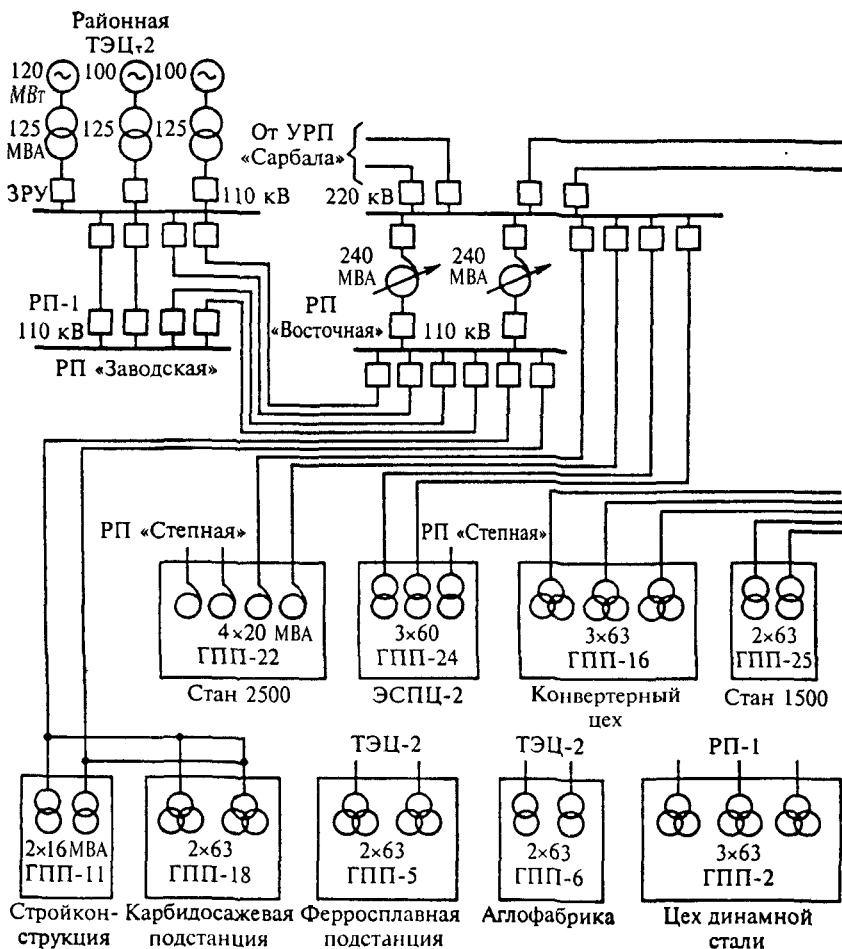 Районная
ТЭЦ-2
120 100 100
МВт
125 125 125
МВА
От УРП
«Сарбала»
ЗРУ 110 кВ 220 кВ
240 240
МВА МВА
РП-1 РП
110 кВ «Восточная» 110 кВ
РП «Заводская»
РП «Степная» РП «Степная»
4×20 МВА 3×60 3×63 2×63
ГПП-22 ГПП-24 ГПП-16 ГПП-25
Стан 2500 ЭСПЦ-2 Конвертерный Стан 1500
цех
ТЭЦ-2 ТЭЦ-2 РП-1
2×16 МВА 2×63 2×63 2×63 3×63
ГПП-11 ГПП-18 ГПП-5 ГПП-6 ГПП-2
Стройкон- Карбидосажевая Ферросплавная Аглофабрика Цех динамной
струкция подстанция подстанция стали